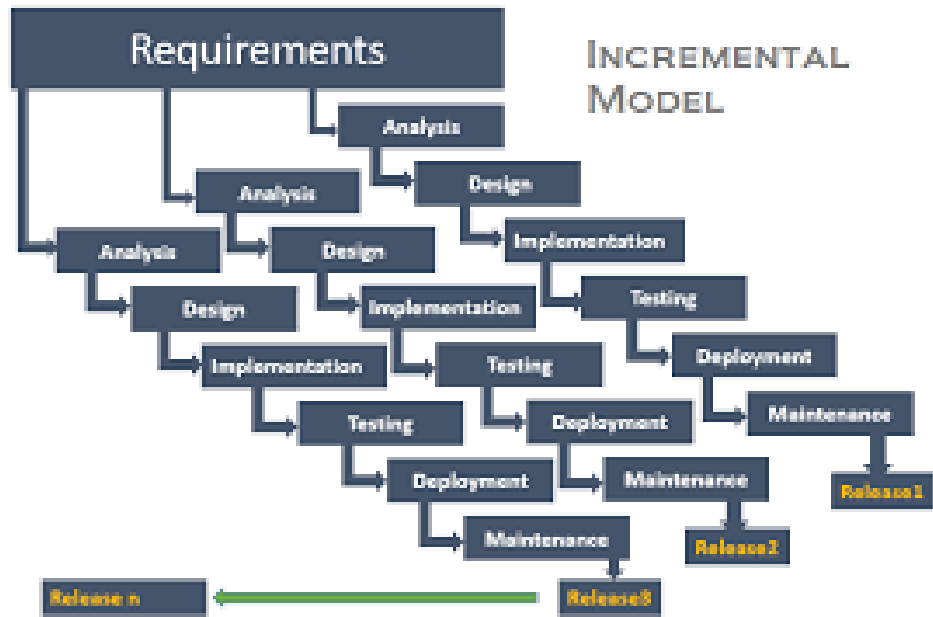 Requirements
INCREMENTAL
MODEL
Analysis
Design
Implementation
Testing
Deployment
Maintenance
Release1
Analysis
Design
Implementation
Testing
Deployment
Maintenance
Release2
Analysis
Design
Implementation
Testing
Deployment
Maintenance
Release3
Release n